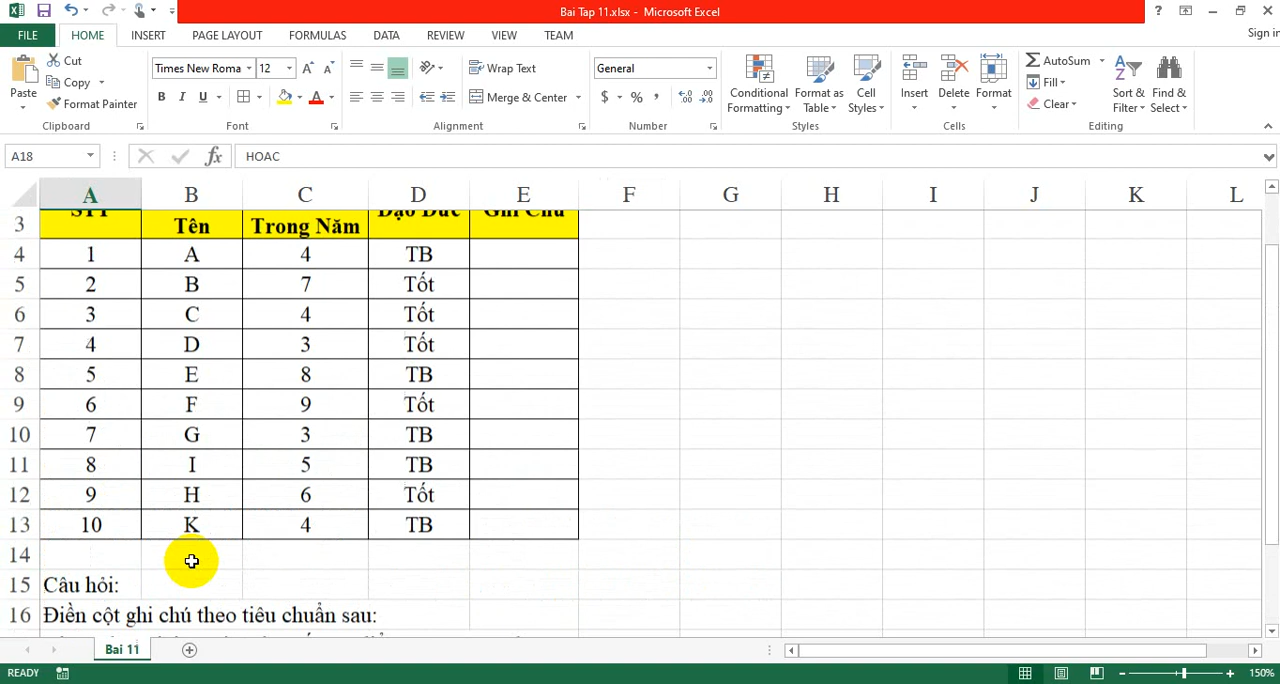 Bai Tap 11.xlsx - Microsoft Excel
?
Sign in
FILE HOME INSERT PAGE LAYOUT FORMULAS DATA REVIEW VIEW TEAM
Paste
Cut
Copy
Format Painter
Clipboard
Times New Roma 12
B I U
Font
Wrap Text
Merge & Center
Alignment
General
$ % ,
Number
Conditional Formatting
Format as Table
Cell Styles
Styles
Insert
Delete
Format
Cells
AutoSum
Fill
Clear
Sort & Filter
Find & Select
Editing
A18 fx HOAC
A B C D E F G H I J K L
3 STT Tên Trong Năm Đạo Đức Ghi Chú
4 1 A 4 TB
5 2 B 7 Tốt
6 3 C 4 Tốt
7 4 D 3 Tốt
8 5 E 8 TB
9 6 F 9 Tốt
10 7 G 3 TB
11 8 I 5 TB
12 9 H 6 Tốt
13 10 K 4 TB
14
15 Câu hỏi:
16 Điền cột ghi chú theo tiêu chuẩn sau:
Bai 11
READY 150%